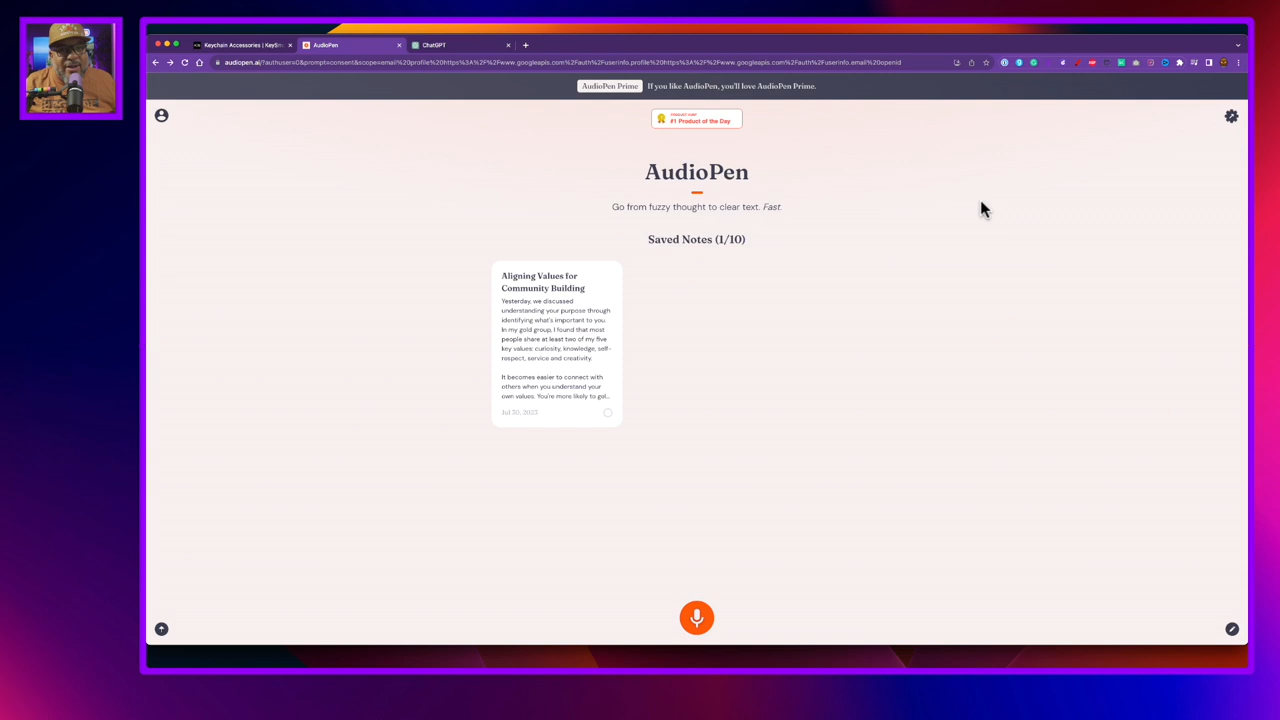 Keychain Accessories | KeySm
AudioPen
ChatGPT
audiopen.ai/?authuser=0&prompt=consent&scope=email%20profile%20https%3A%2F%2Fwww.googleapis.com%2Fauth%2Fuserinfo.profile%20https%3A%2F%2Fwww.googleapis.com%2Fauth%2Fuserinfo.email%20openid
AudioPen Prime If you like AudioPen, you'll love AudioPen Prime.
PRODUCT HUNT
#1 Product of the Day
AudioPen
Go from fuzzy thought to clear text. Fast.
Saved Notes (1/10)
Aligning Values for
Community Building
Yesterday, we discussed
understanding your purpose through
identifying what's important to you.
In my gold group, I found that most
people share at least two of my five
key values: curiosity, knowledge, self-
respect, service and creativity.
It becomes easier to connect with
others when you understand your
own values. You're more likely to gai...
Jul 20, 2023